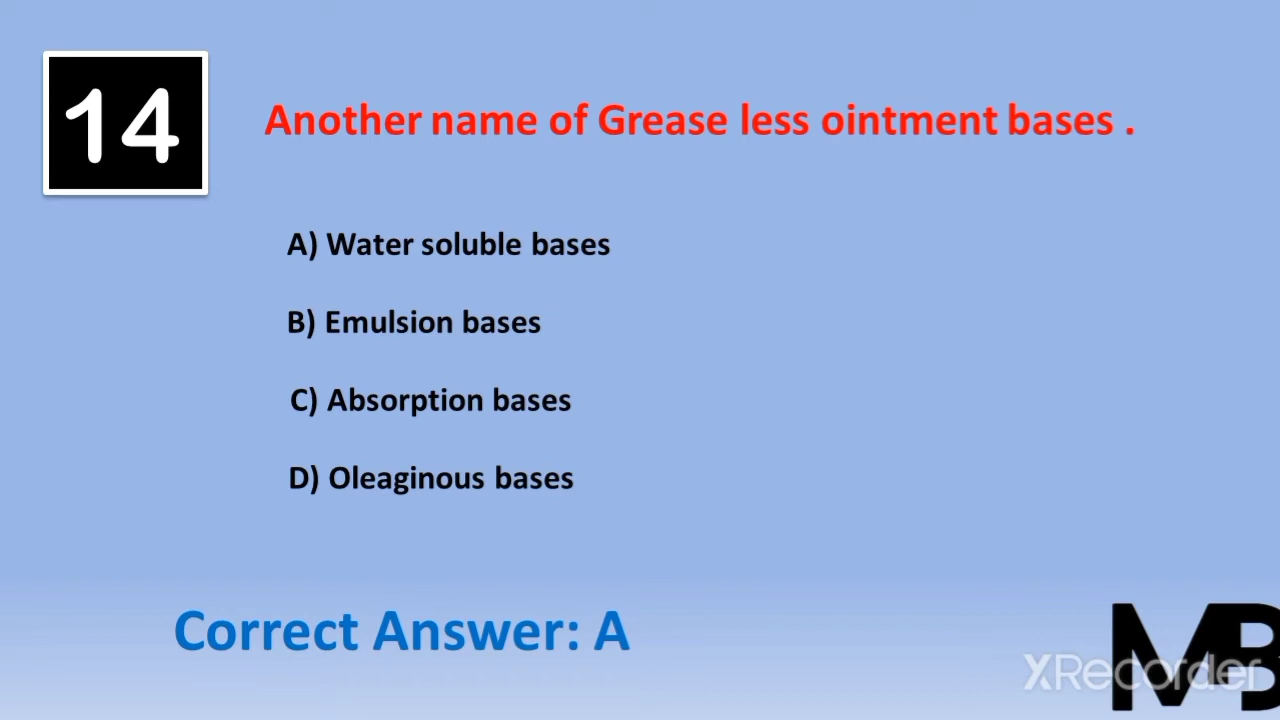 14
Another name of Grease less ointment bases .
A) Water soluble bases
B) Emulsion bases
C) Absorption bases
D) Oleaginous bases
Correct Answer: A
MB
XRecorder